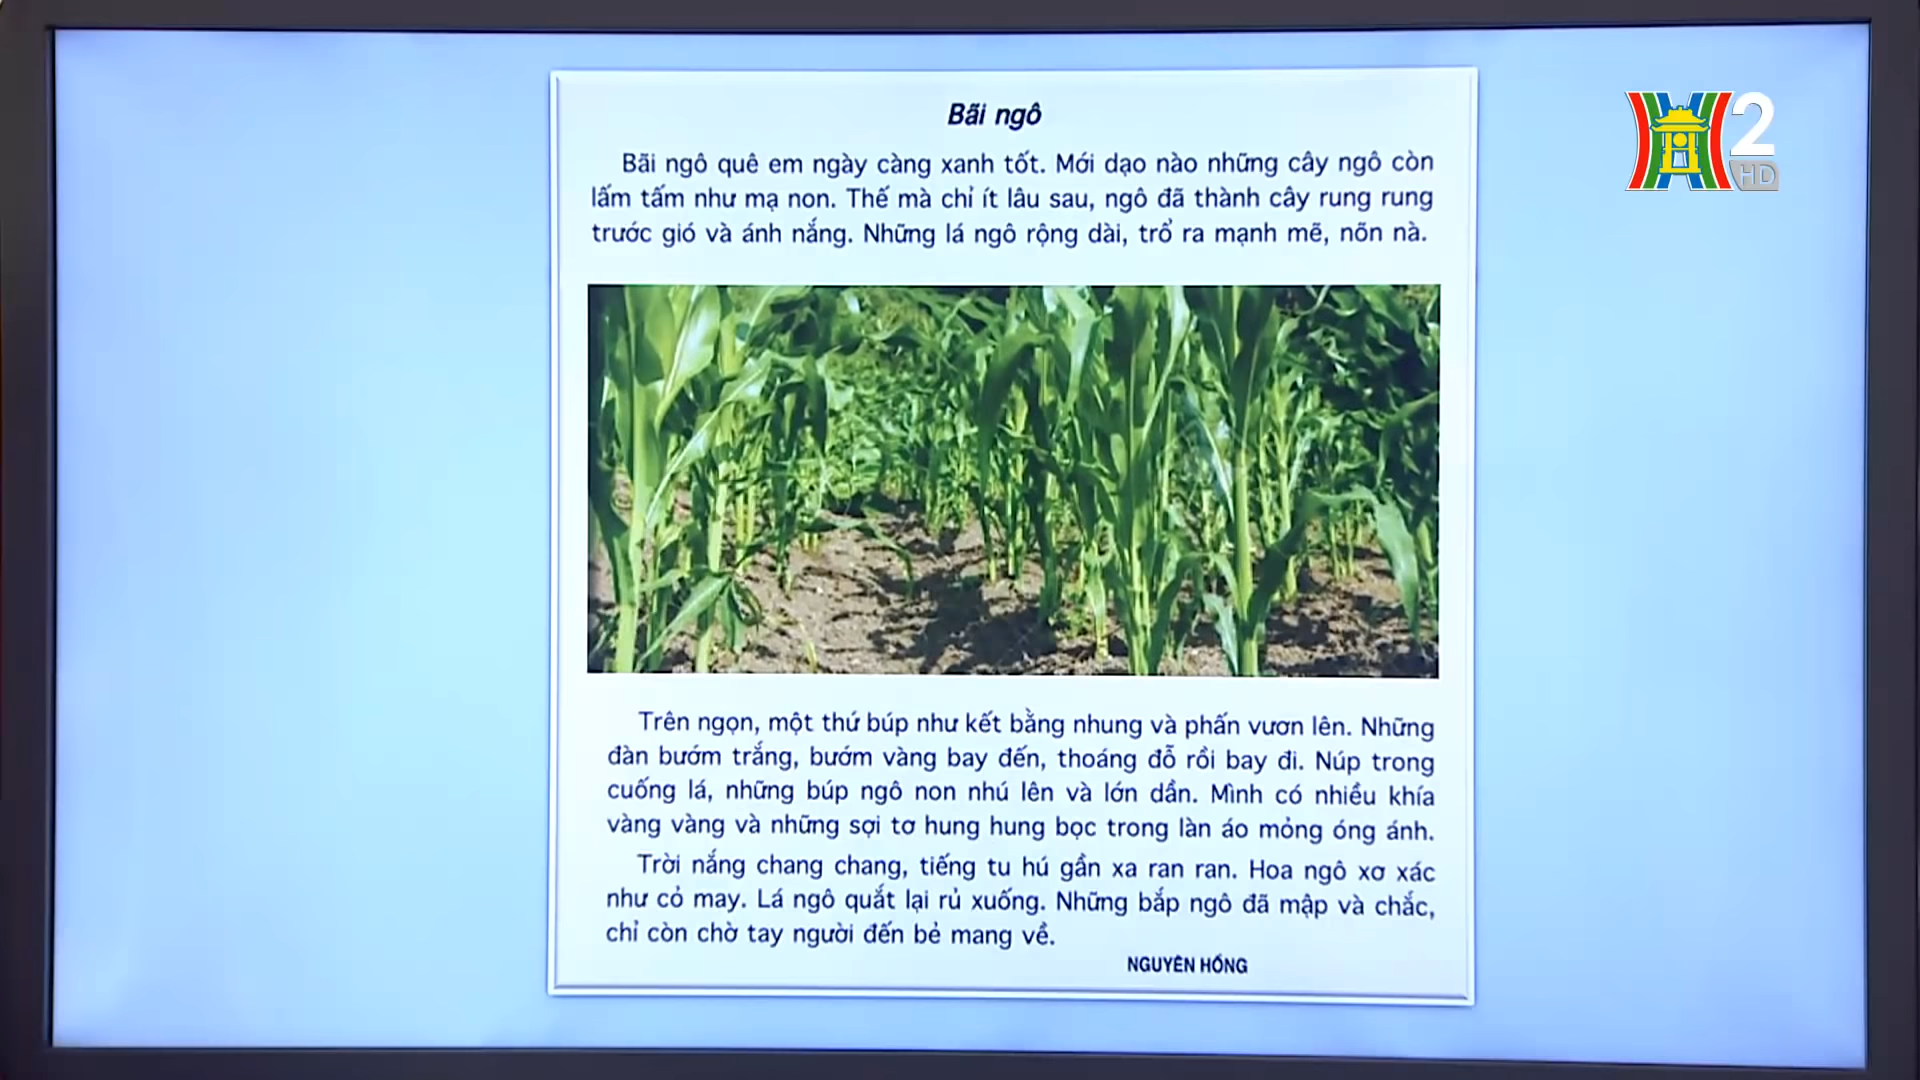 2
HD
Bãi ngô
Bãi ngô quê em ngày càng xanh tốt. Mới dạo nào những cây ngô còn
lấm tấm như mạ non. Thế mà chỉ ít lâu sau, ngô đã thành cây rung rung
trước gió và ánh nắng. Những lá ngô rộng dài, trổ ra mạnh mẽ, nõn nà.
Trên ngọn, một thứ búp như kết bằng nhung và phấn vươn lên. Những
đàn bướm trắng, bướm vàng bay đến, thoáng đỗ rồi bay đi. Núp trong
cuống lá, những búp ngô non nhú lên và lớn dần. Mình có nhiều khía
vàng vàng và những sợi tơ hung hung bọc trong làn áo mỏng óng ánh.
Trời nắng chang chang, tiếng tu hú gần xa ran ran. Hoa ngô xơ xác
như cỏ may. Lá ngô quắt lại rủ xuống. Những bắp ngô đã mập và chắc,
chỉ còn chờ tay người đến bẻ mang về.
NGUYÊN HỒNG